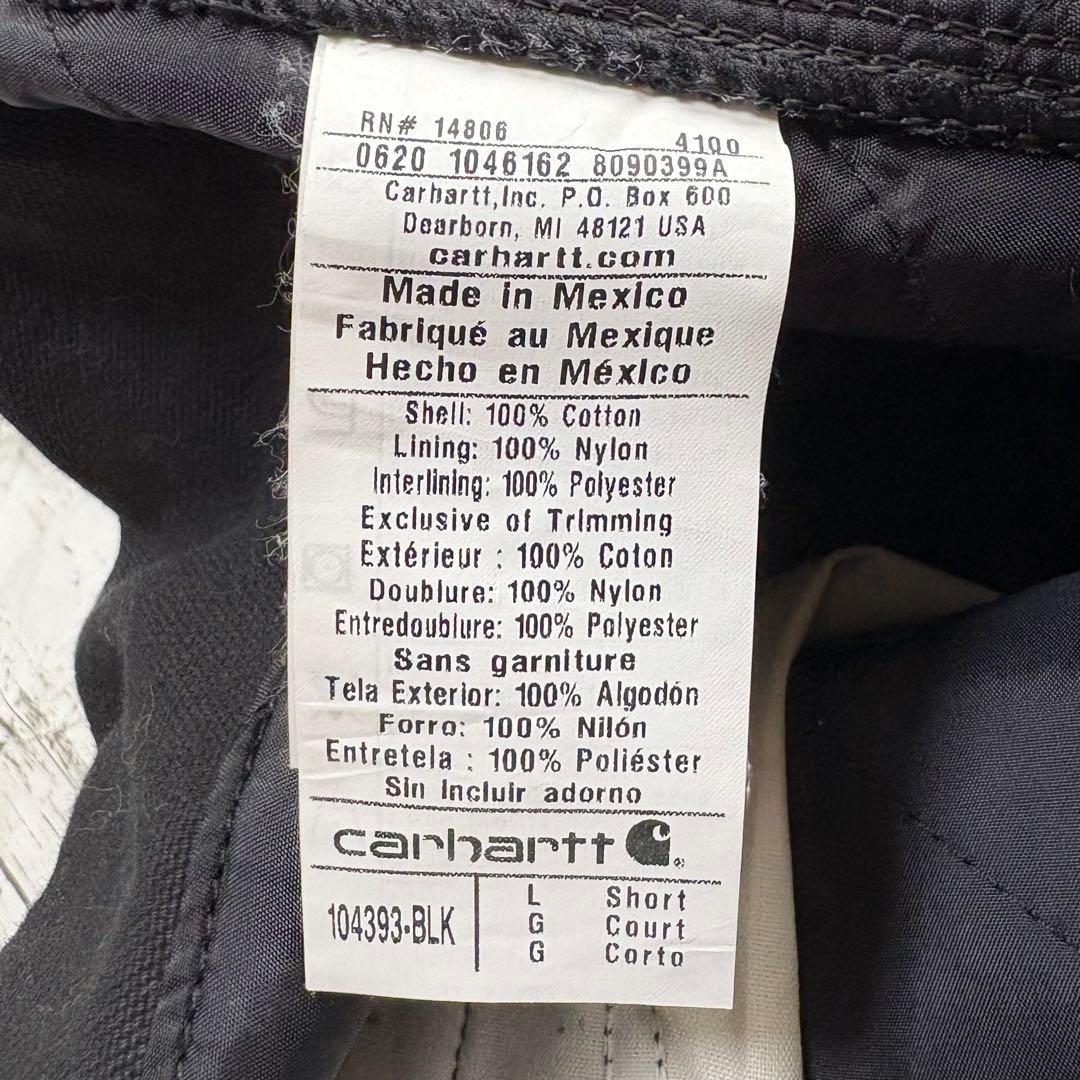 RN# 14806 4100
0620 1046162 8090399A
Carhartt,Inc. P.O. Box 600
Dearborn, MI 48121 USA
carhartt.com
Made in Mexico
Fabriqué au Mexique
Hecho en México
Shell: 100% Cotton
Lining: 100% Nylon
Interlining: 100% Polyester
Exclusive of Trimming
Extérieur : 100% Coton
Doublure: 100% Nylon
Entredoublure: 100% Polyester
Sans garniture
Tela Exterior: 100% Algodón
Forro: 100% Nilón
Entretela : 100% Poliéster
Sin incluir adorno
carhartt
104393-BLK
L Short
G Court
G Corto